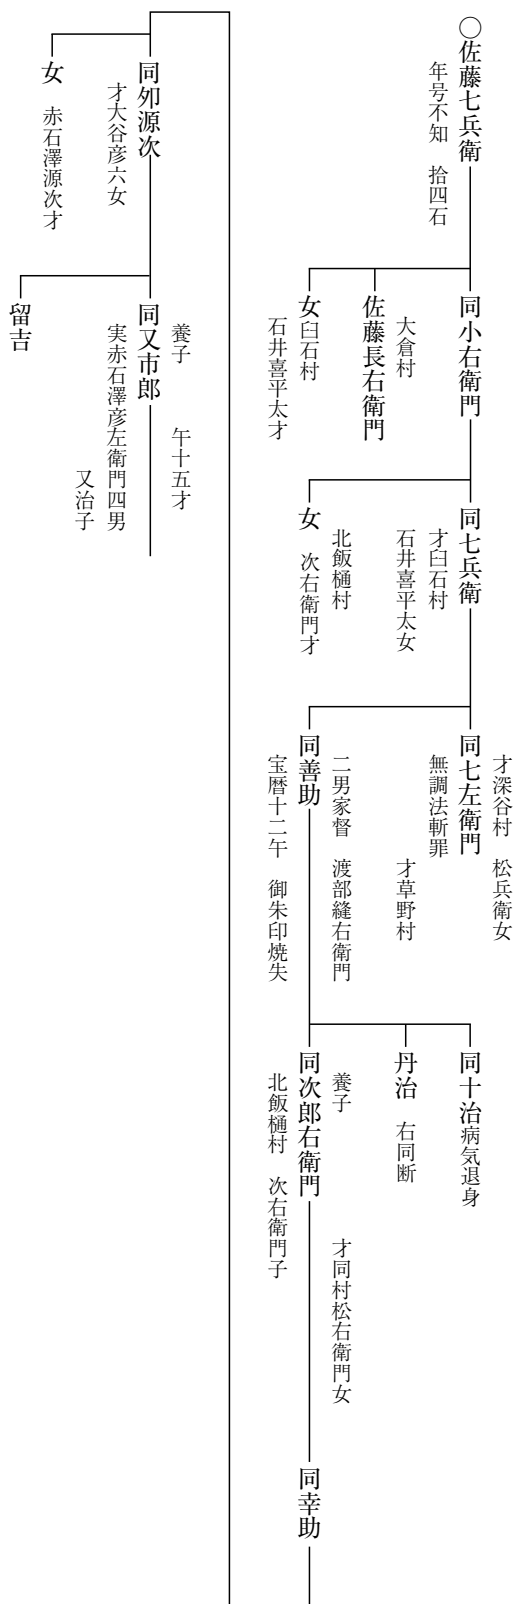 〇佐藤七兵衛
年号不知　拾四石
同小右衛門
大倉村
佐藤長右衛門
女臼石村
石井喜平太才
同七兵衛
才臼石村
石井喜平太女
北飯樋村
女　次右衛門才
才深谷村　松兵衛女
同七左衛門
無調法斬罪
才草野村
二男家督　渡部縫右衛門
同善助
宝暦十二午　御朱印焼失
同十治病気退身
丹治　右同断
養子　才同村松右衛門女
同次郎右衛門
北飯樋村　次右衛門子
同幸助
同夘源次
才大谷彦六女
女　赤石澤源次才
養子　午十五才
同又市郎
実赤石澤彦左衛門四男
又治子
留吉